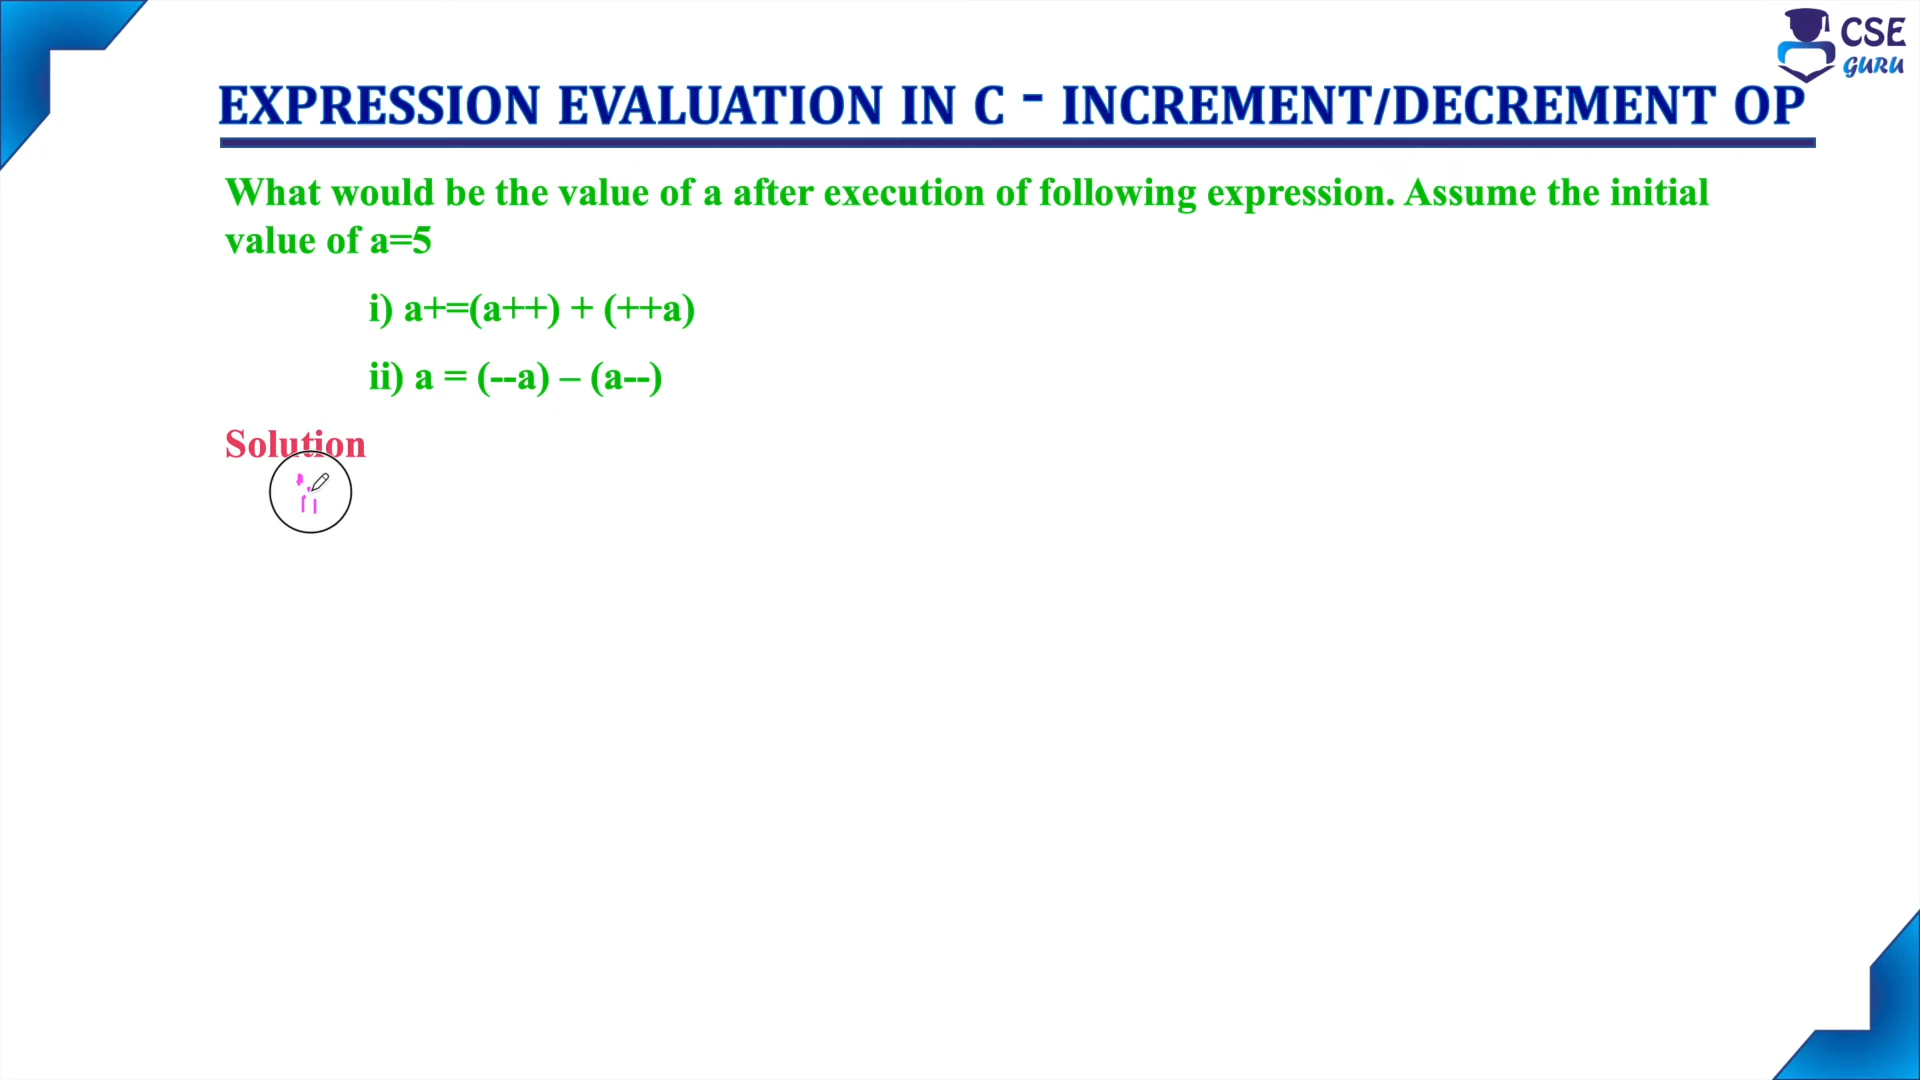 CSE
GURU
EXPRESSION EVALUATION IN C - INCREMENT/DECREMENT OP
What would be the value of a after execution of following expression. Assume the initial
value of a=5
i) a+=(a++) + (++a)
ii) a = (--a) – (a--)
Solution
ii